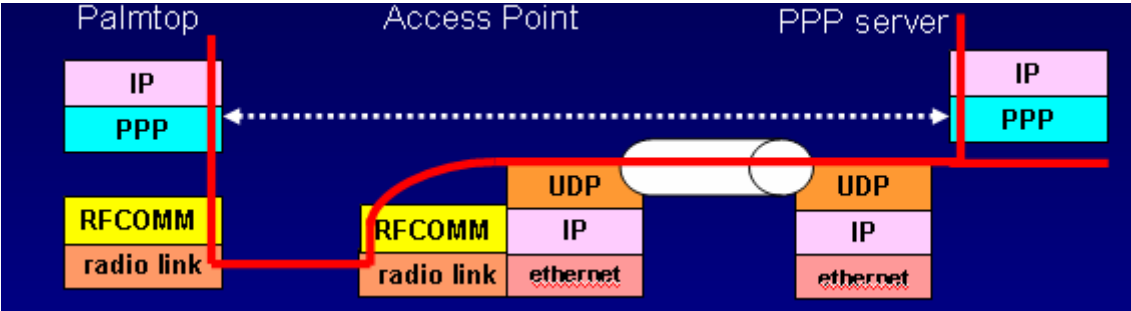 Palmtop Access Point PPP server
IP
PPP
RFCOMM
radio link
RFCOMM
radio link
UDP
IP
ethernet
UDP
IP
ethernet
IP
PPP